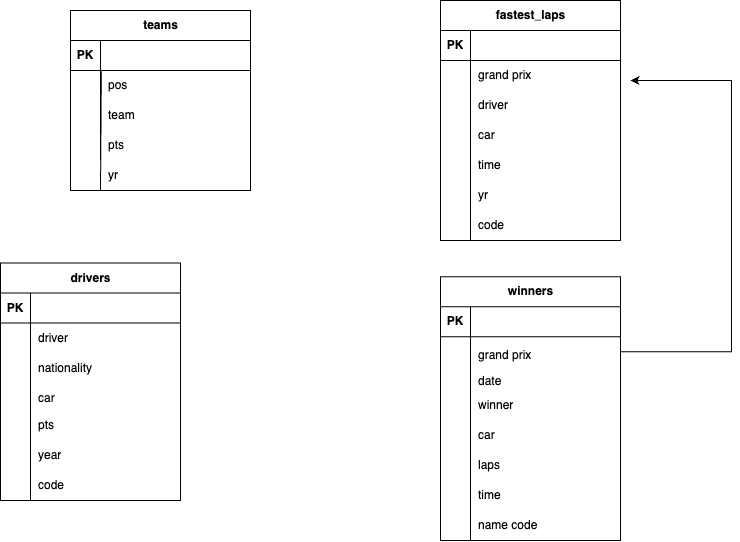 teams
PK
pos
team
pts
yr
fastest_laps
PK
grand prix
driver
car
time
yr
code
drivers
PK
driver
nationality
car
pts
year
code
winners
PK
grand prix
date
winner
car
laps
time
name code